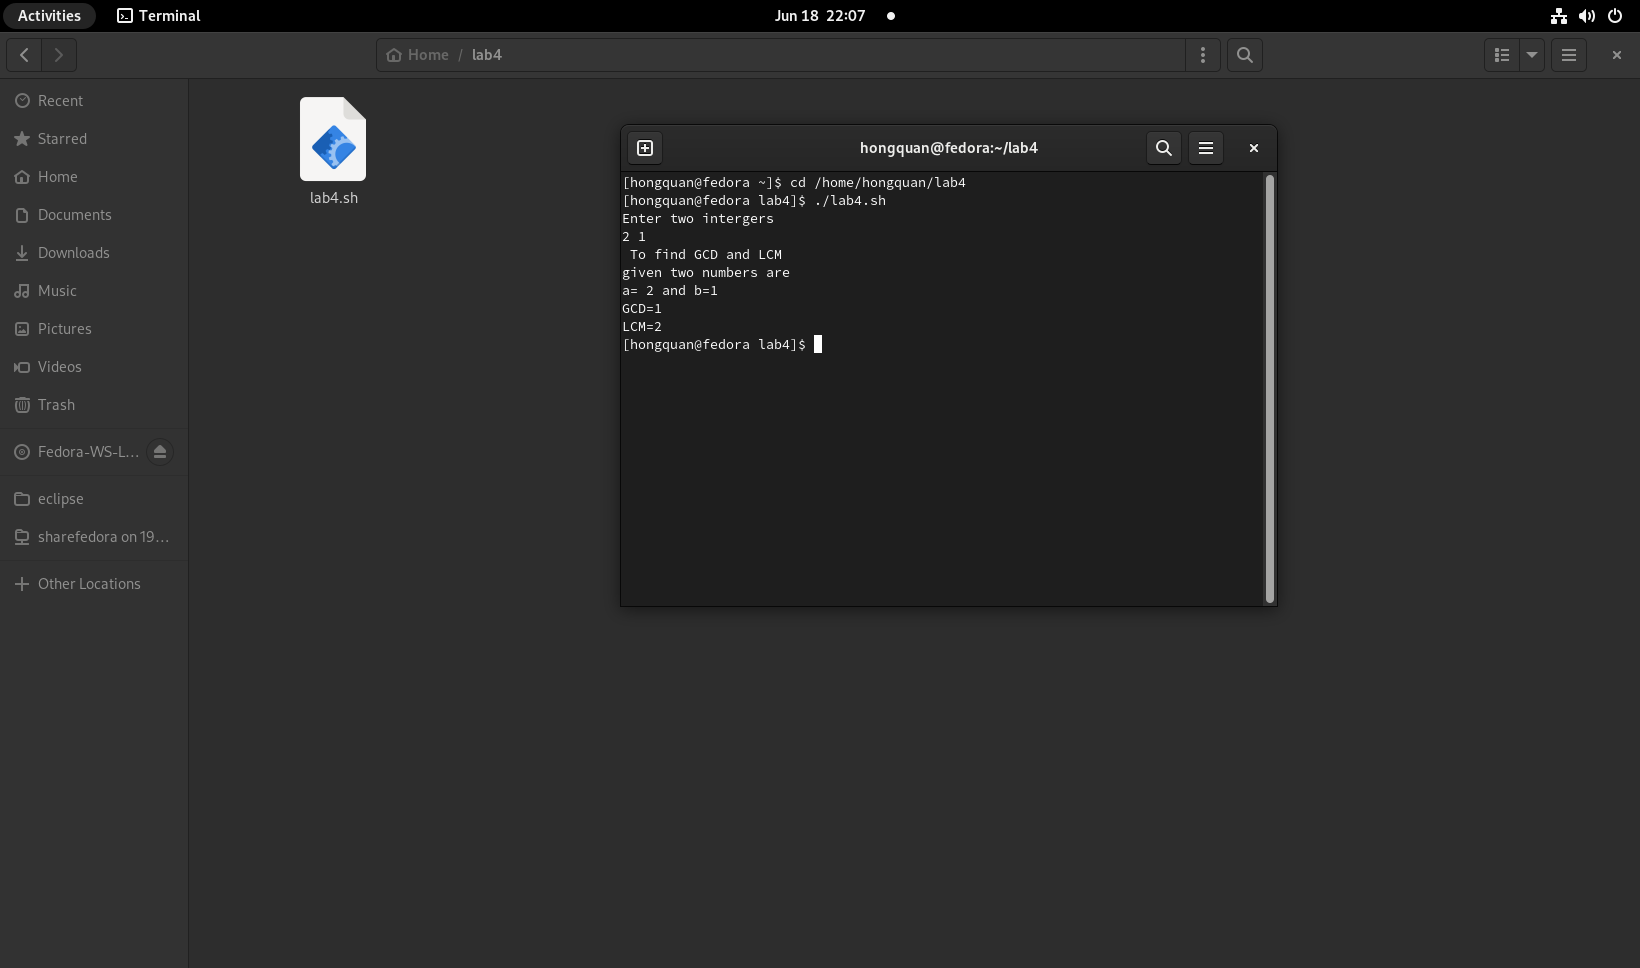 Activities
Terminal
Jun 18 22:07
Home / lab4
Recent
Starred
Home
Documents
Downloads
Music
Pictures
Videos
Trash
Fedora-WS-L...
eclipse
sharefedora on 19...
Other Locations
lab4.sh
hongquan@fedora:~/lab4
[hongquan@fedora ~]$ cd /home/hongquan/lab4
[hongquan@fedora lab4]$ ./lab4.sh
Enter two intergers
2 1
 To find GCD and LCM
given two numbers are
a= 2 and b=1
GCD=1
LCM=2
[hongquan@fedora lab4]$